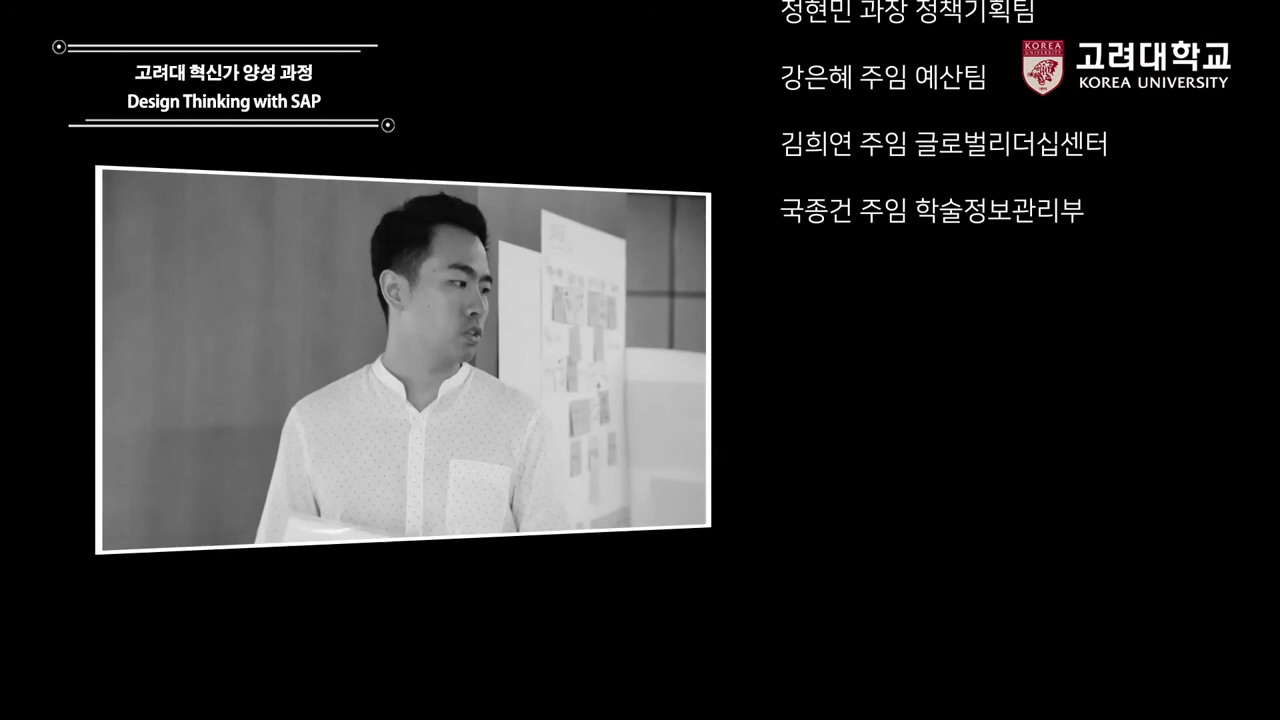 고려대 혁신가 양성 과정
Design Thinking with SAP
정현민 과장 정책기획팀
강은혜 주임 예산팀
김희연 주임 글로벌리더십센터
국종건 주임 학술정보관리부
KOREA
UNIVERSITY
고려대학교
KOREA UNIVERSITY